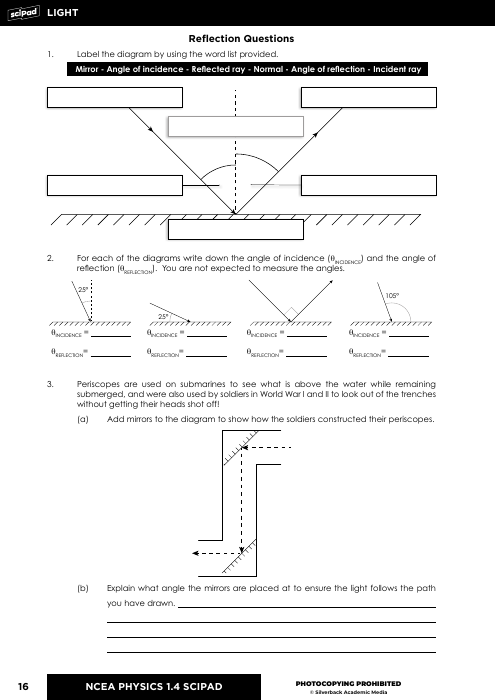 scipad LIGHT
Reflection Questions
1. Label the diagram by using the word list provided.
Mirror - Angle of incidence - Reflected ray - Normal - Angle of reflection - Incident ray
2. For each of the diagrams write down the angle of incidence (θINCIDENCE) and the angle of
reflection (θREFLECTION). You are not expected to measure the angles.
25° 25° 105°
θINCIDENCE = θINCIDENCE = θINCIDENCE = θINCIDENCE =
θREFLECTION = θREFLECTION = θREFLECTION = θREFLECTION =
3. Periscopes are used on submarines to see what is above the water while remaining
submerged, and were also used by soldiers in World War I and II to look out of the trenches
without getting their heads shot off!
(a) Add mirrors to the diagram to show how the soldiers constructed their periscopes.
(b) Explain what angle the mirrors are placed at to ensure the light follows the path
you have drawn.
16 NCEA PHYSICS 1.4 SCIPAD PHOTOCOPYING PROHIBITED
© Silverback Academic Media